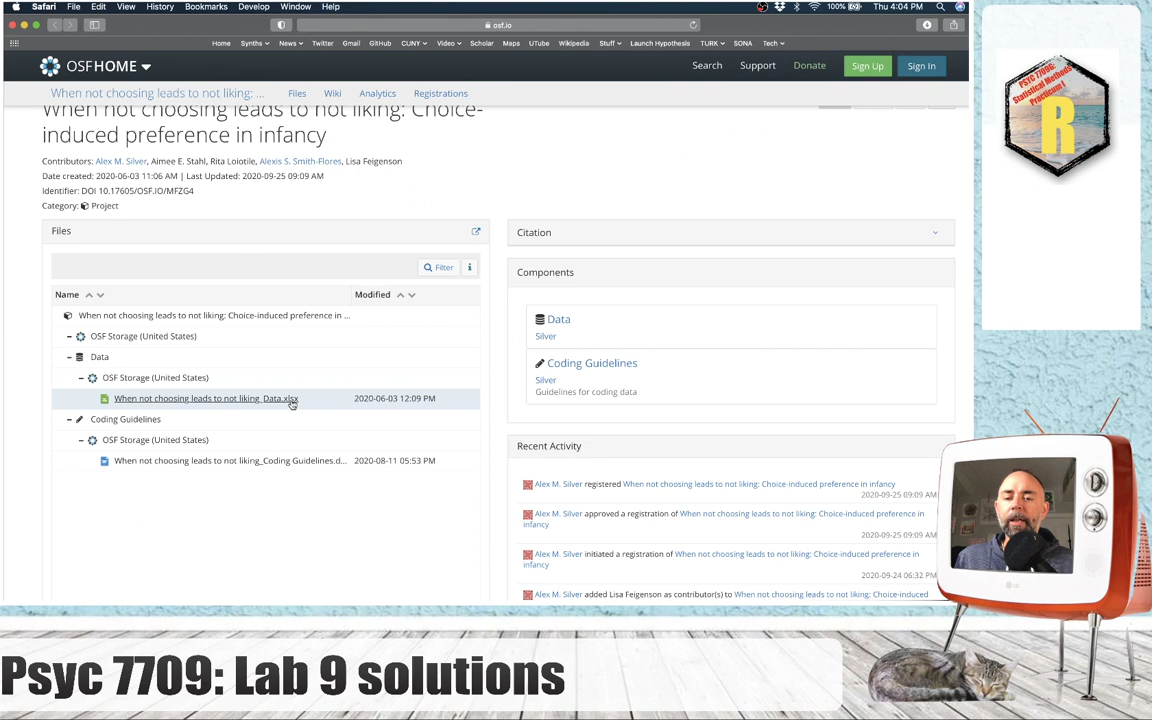 Safari File Edit View History Bookmarks Develop Window Help
100% Thu 4:04 PM
osf.io
Home Synths News Twitter Gmail GitHub CUNY Video Scholar Maps UTube Wikipedia Stuff Launch Hypothesis TURK SONA Tech
OSFHOME Search Support Donate Sign Up Sign In
When not choosing leads to not liking: ... Files Wiki Analytics Registrations
When not choosing leads to not liking: Choice-
induced preference in infancy
Contributors: Alex M. Silver, Aimee E. Stahl, Rita Loiotile, Alexis S. Smith-Flores, Lisa Feigenson
Date created: 2020-06-03 11:06 AM | Last Updated: 2020-09-25 09:09 AM
Identifier: DOI 10.17605/OSF.IO/MFZG4
Category: Project
Files
Filter i
Name Modified
When not choosing leads to not liking: Choice-induced preference in ...
OSF Storage (United States)
Data
OSF Storage (United States)
When not choosing leads to not liking_Data.xlsx 2020-06-03 12:09 PM
Coding Guidelines
OSF Storage (United States)
When not choosing leads to not liking_Coding Guidelines.d... 2020-08-11 05:53 PM
Citation
Components
Data
Silver
Coding Guidelines
Silver
Guidelines for coding data
Recent Activity
Alex M. Silver registered When not choosing leads to not liking: Choice-induced preference in infancy
2020-09-25 09:09 AM
Alex M. Silver approved a registration of When not choosing leads to not liking: Choice-induced preference in
infancy
2020-09-25 09:09 AM
Alex M. Silver initiated a registration of When not choosing leads to not liking: Choice-induced preference in
infancy
2020-09-24 06:32 PM
Alex M. Silver added Lisa Feigenson as contributor(s) to When not choosing leads to not liking: Choice-induced
PSYC 7709G:
Statistical Methods
Practicum I
R
LG
Psyc 7709: Lab 9 solutions